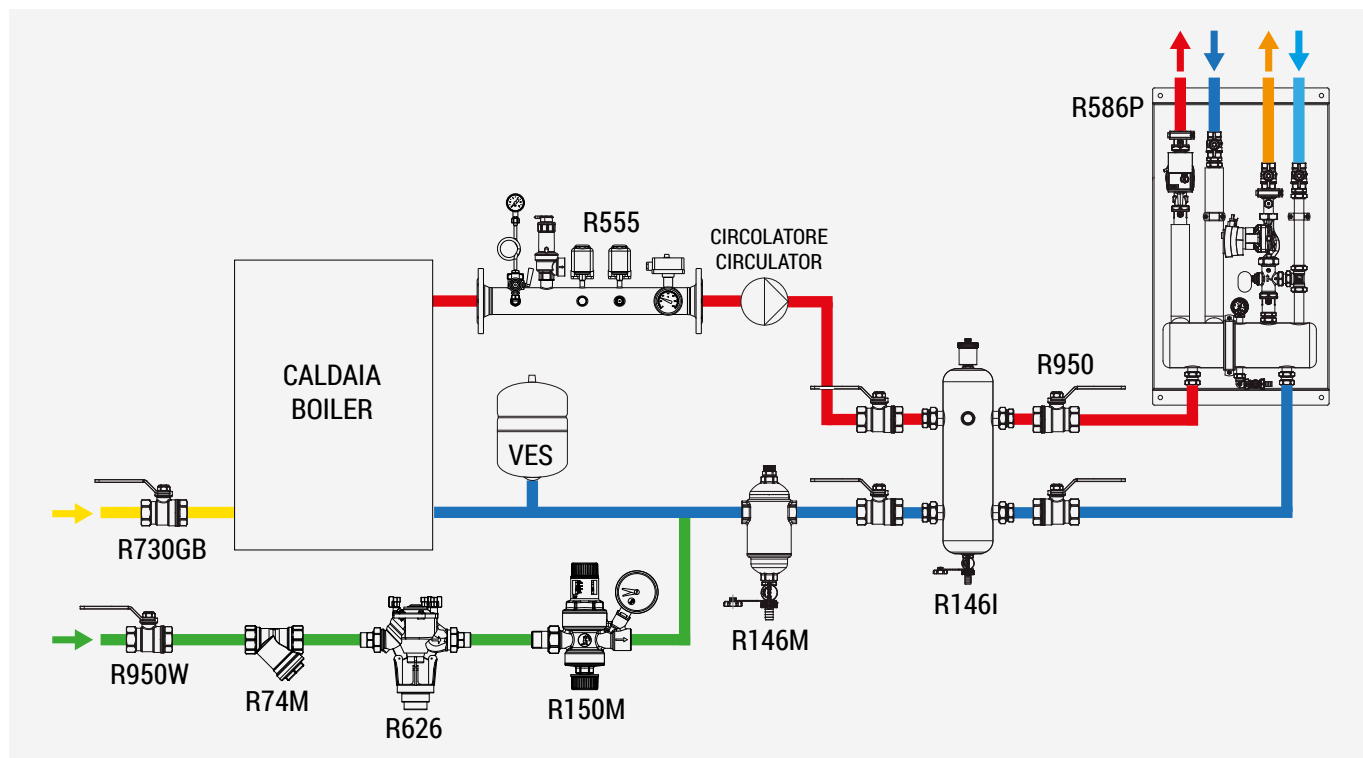 R586P
R555
CIRCOLATORE
CIRCULATOR
R950
CALDAIA
BOILER
VES
R730GB
R146I
R146M
R950W
R74M
R626
R150M